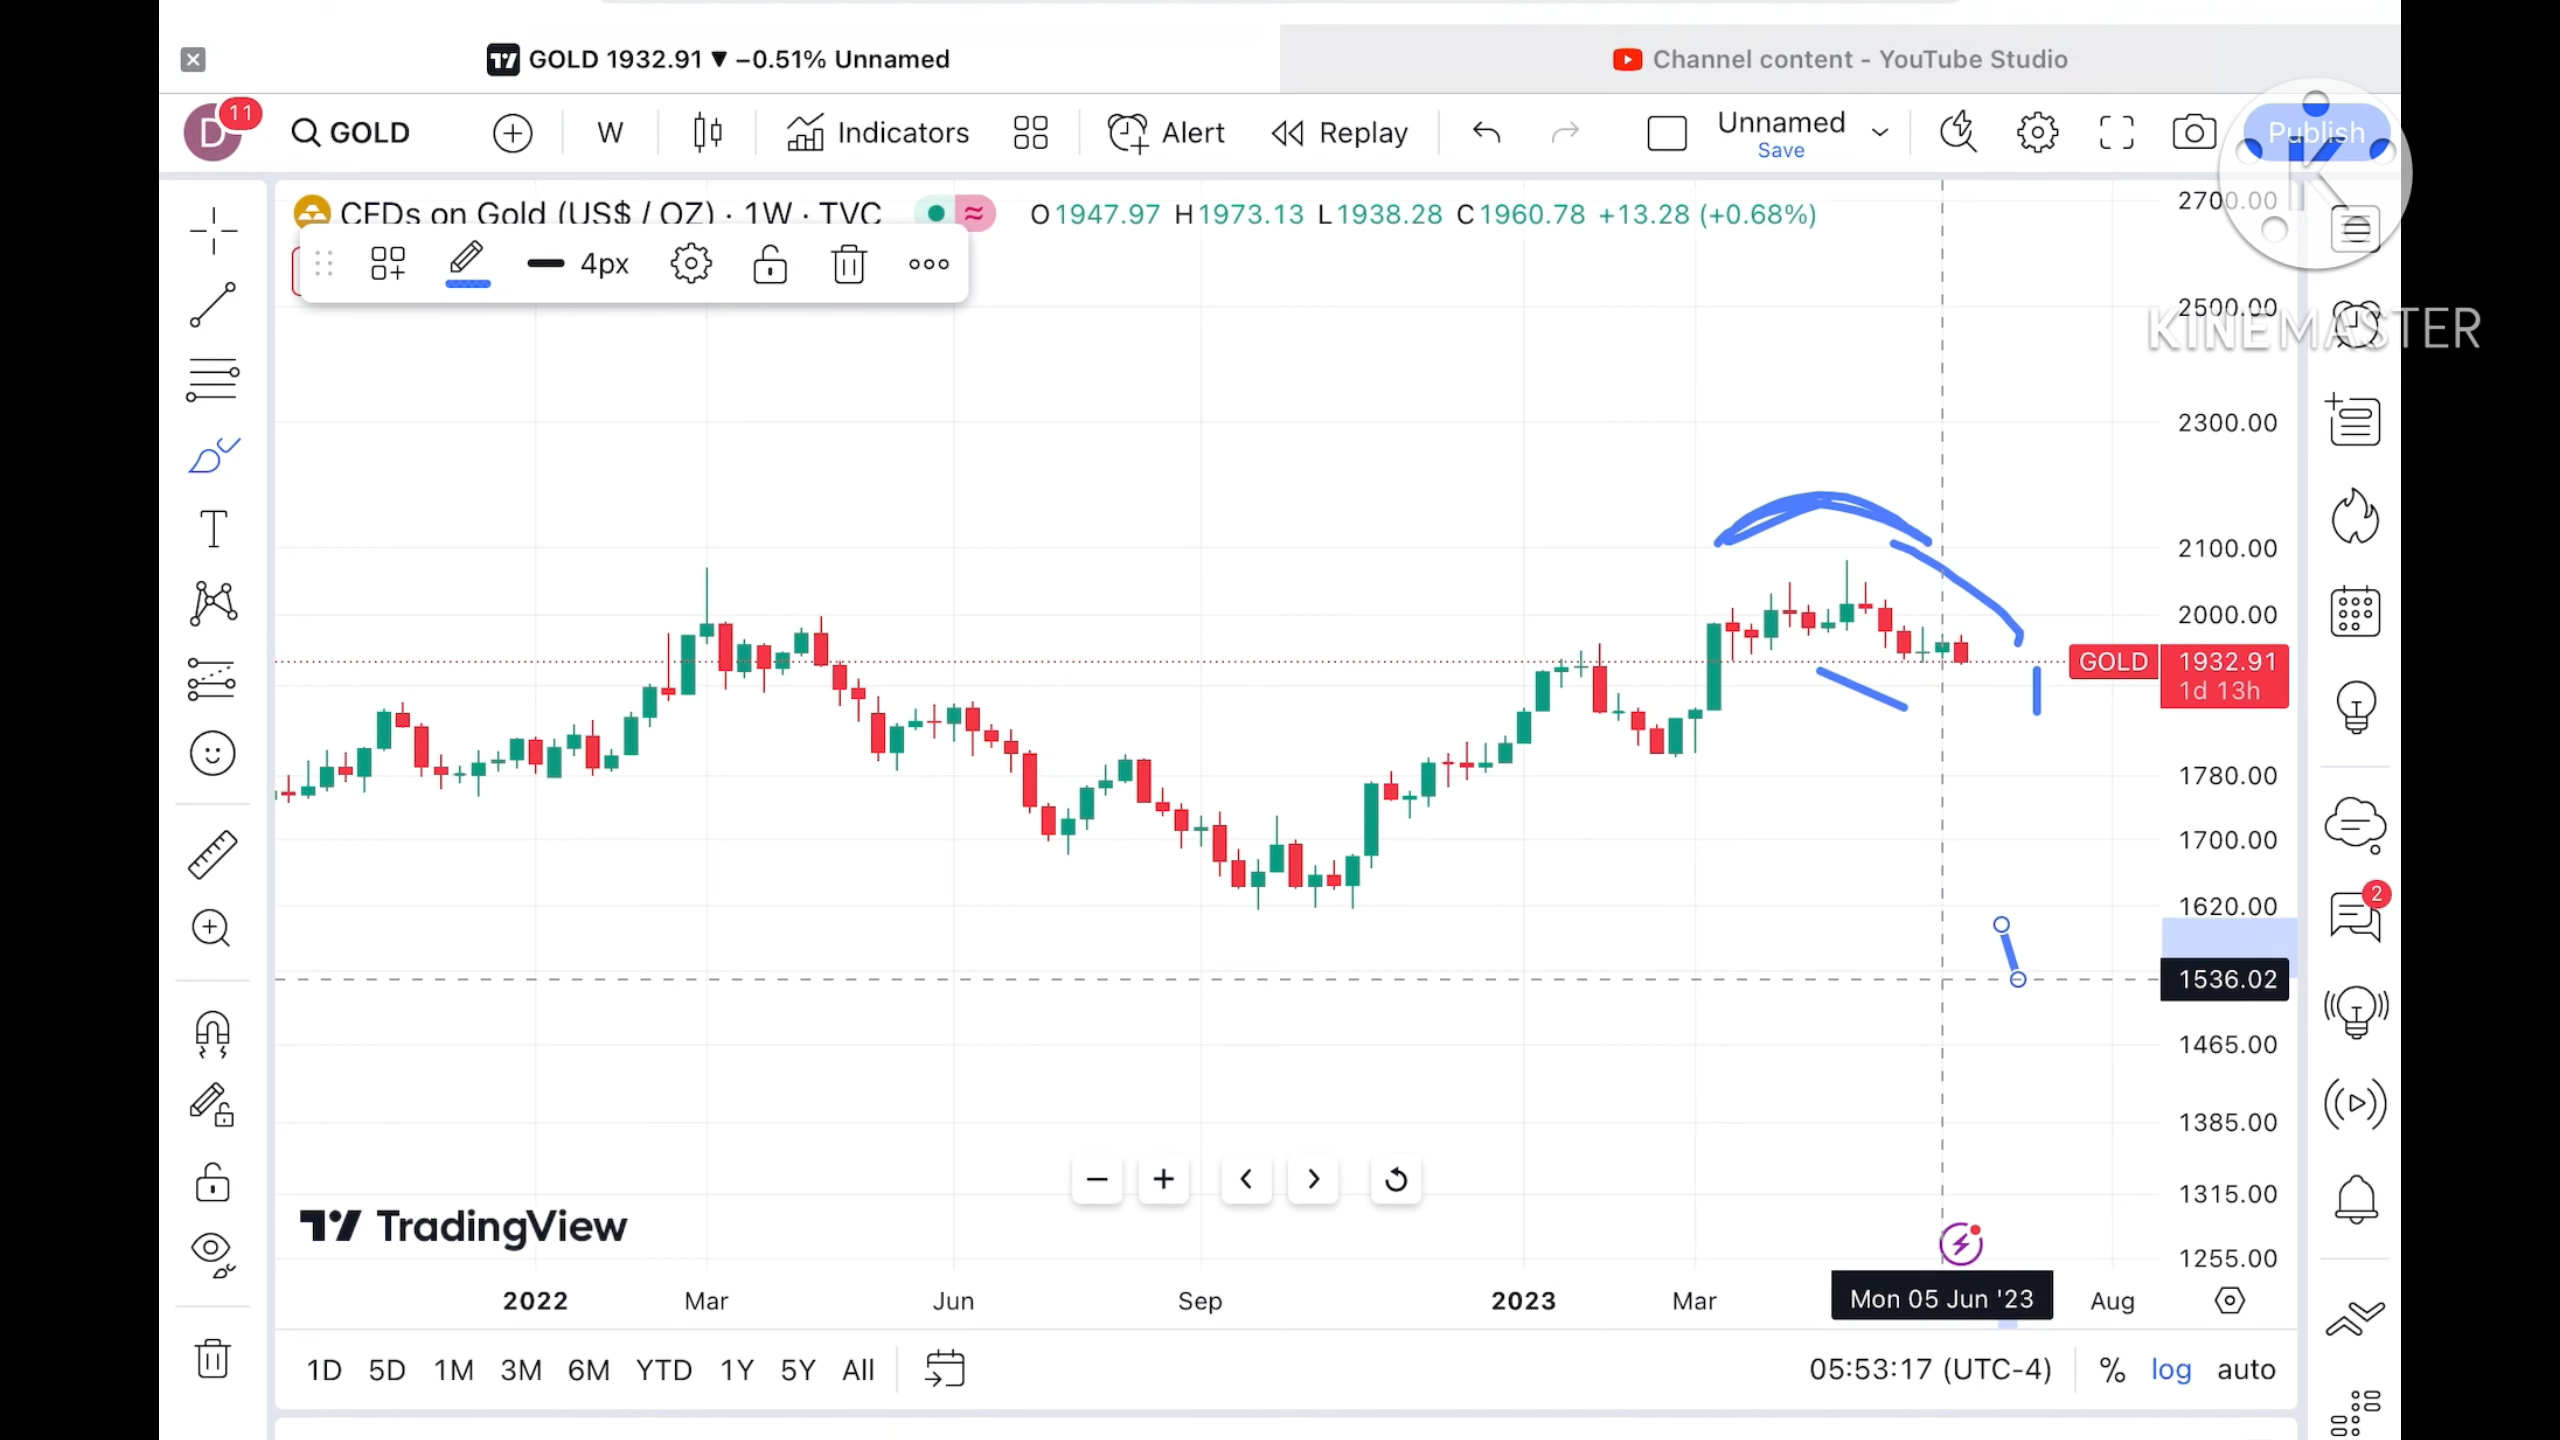 GOLD 1932.91 ▼ −0.51% Unnamed
Channel content - YouTube Studio
D 11
GOLD
W
Indicators
Alert
Replay
Unnamed
Save
Publish
K
KINEMASTER
CFDs on Gold (US$ / OZ) · 1W · TVC
O1947.97 H1973.13 L1938.28 C1960.78 +13.28 (+0.68%)
4px
2700.00
2500.00
2300.00
2100.00
2000.00
GOLD 1932.91
1d 13h
1780.00
1700.00
1620.00
1536.02
1465.00
1385.00
1315.00
1255.00
2
T
TradingView
2022 Mar Jun Sep 2023 Mar Mon 05 Jun '23 Aug
1D 5D 1M 3M 6M YTD 1Y 5Y All
05:53:17 (UTC-4) % log auto